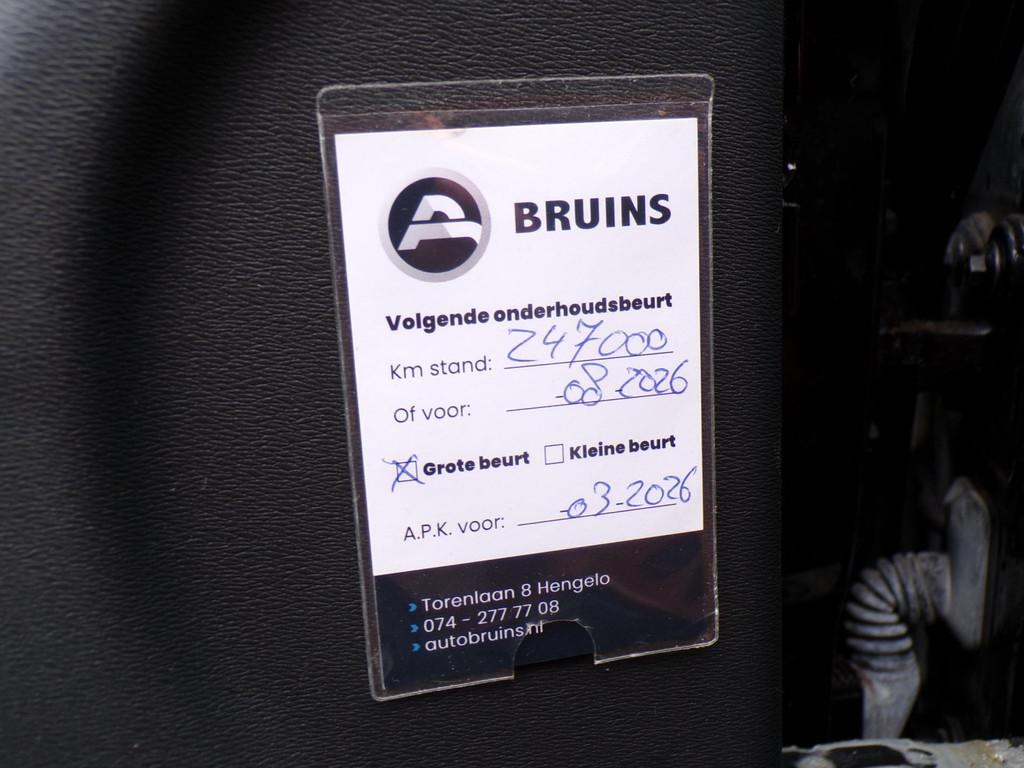 BRUINS
Volgende onderhoudsbeurt
Km stand: 247000
Of voor: -08-2026
Grote beurt Kleine beurt
A.P.K. voor: -03-2026
Torenlaan 8 Hengelo
074 - 277 77 08
autobruins.nl